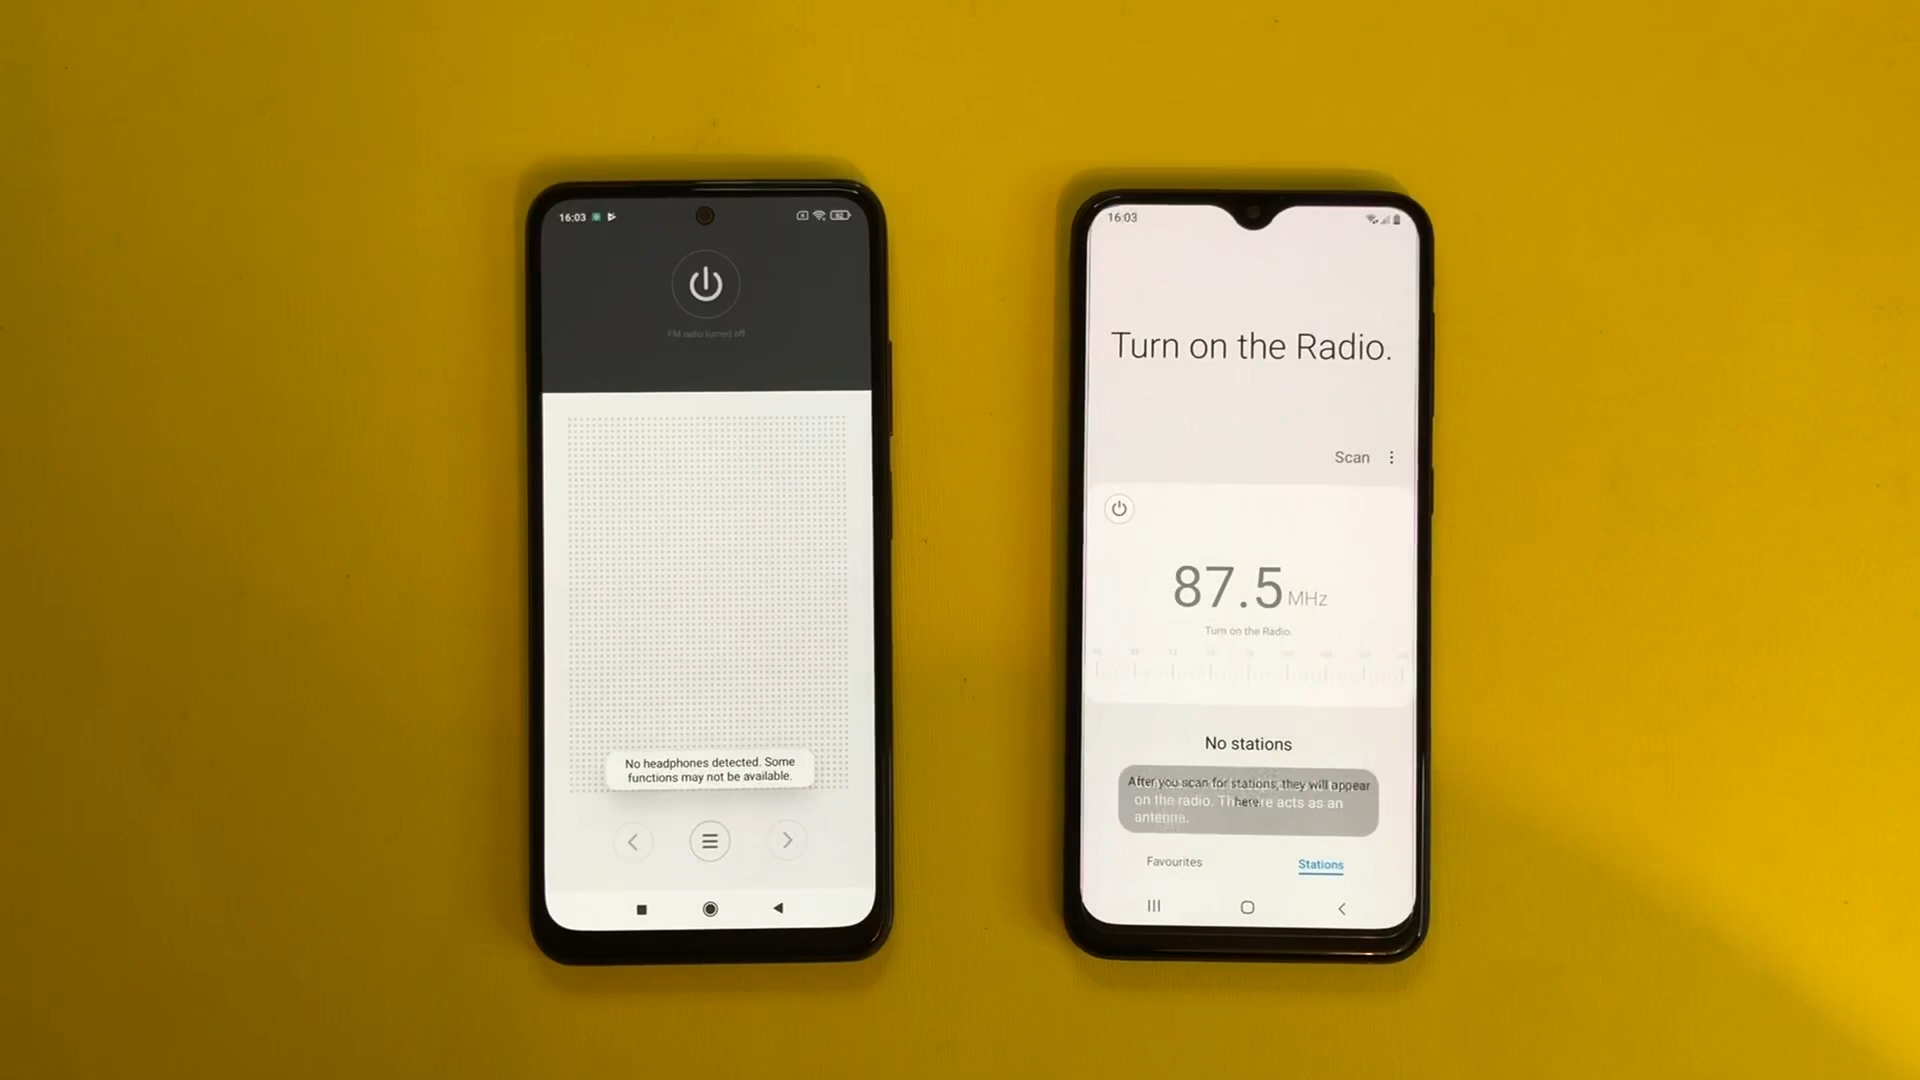 16:03
FM radio turned off
No headphones detected. Some
functions may not be available.
16:03
Turn on the Radio.
Scan
87.5 MHz
Turn on the Radio.
No stations
After you scan for stations, they will appear
here.
on the radio. The acts as an
antenna.
Favourites
Stations